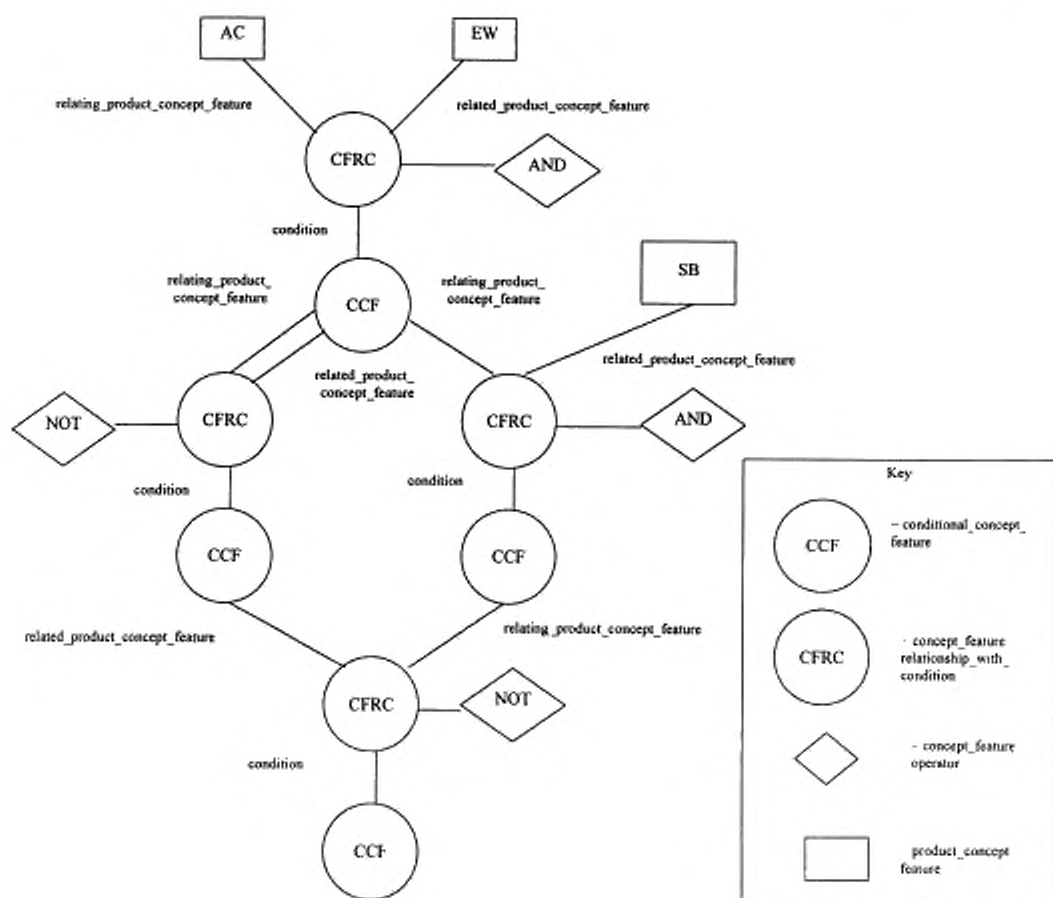 AC
EW
relating_product_concept_feature
related_product_concept_feature
CFRC
AND
condition
SB
relating_product_
concept_feature
CCF
relating_product_
concept_feature
related_product_concept_feature
related_product_
concept_feature
NOT
CFRC
CFRC
AND
condition
condition
CCF
CCF
related_product_concept_feature
relating_product_concept_feature
CFRC
NOT
condition
CCF
Key
CCF
– conditional_concept_
feature
CFRC
· concept_feature
relationship_with_
condition
– concept_feature
operator
product_concept
feature